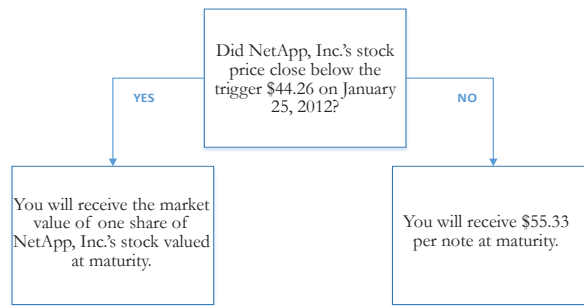 Did NetApp, Inc.'s stock
price close below the
trigger $44.26 on January
25, 2012?
YES
NO
You will receive the market
value of one share of
NetApp, Inc.'s stock valued
at maturity.
You will receive $55.33
per note at maturity.